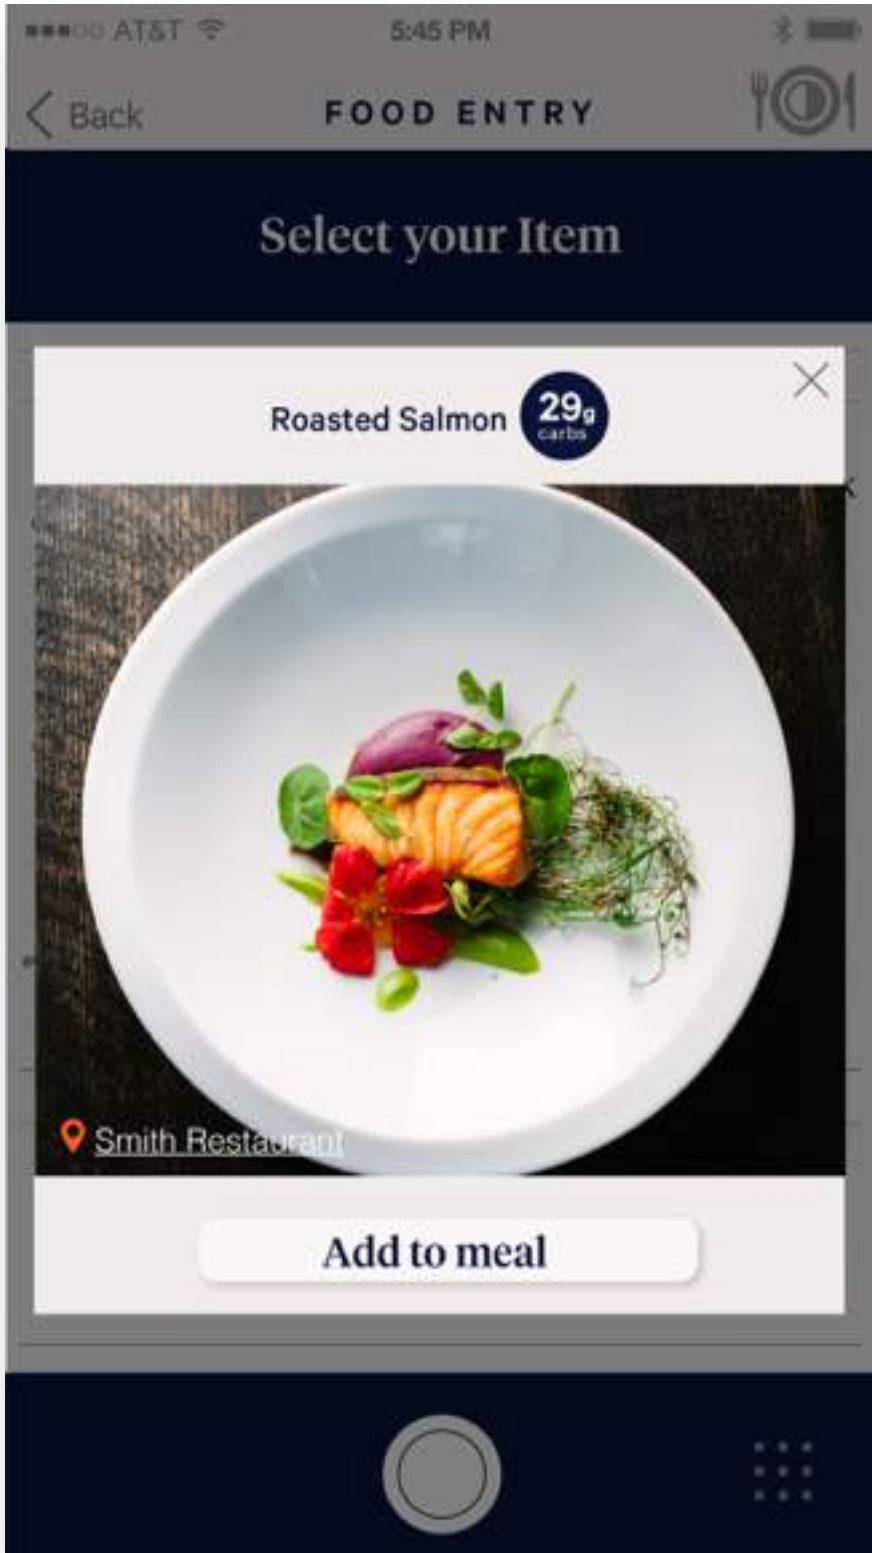 AT&T 5:45 PM
Back FOOD ENTRY
Select your Item
Roasted Salmon 29g
carbs
Smith Restaurant
Add to meal